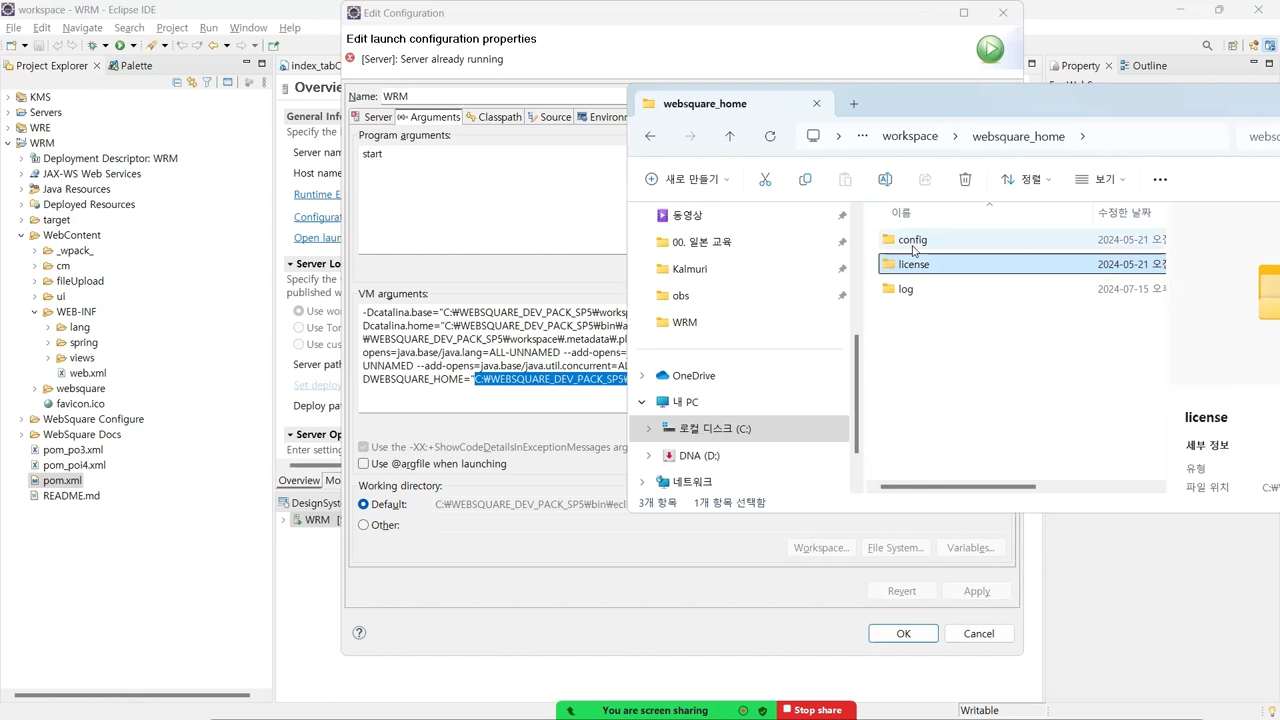 workspace - WRM - Eclipse IDE
File Edit Navigate Search Project Run Window Help
Project Explorer
Palette
KMS
Servers
WRE
WRM
Deployment Descriptor: WRM
JAX-WS Web Services
Java Resources
Deployed Resources
target
WebContent
_wpack_
cm
fileUpload
ui
WEB-INF
lang
spring
views
web.xml
websquare
favicon.ico
WebSquare Configure
WebSquare Docs
pom_po3.xml
pom_poi4.xml
pom.xml
README.md
Overvie
General Info
Specify the
Server nam
Host name
Runtime E
Configurat
Open laun
Server Lo
Specify the
published w
Use wo
Use Tom
Use cus
Server path
Set deploy
Deploy pat
Server Op
Enter setting
Overview
Mo
DesignSyst
WRM
Edit Configuration
Edit launch configuration properties
[Server]: Server already running
Name: WRM
Server
Arguments
Classpath
Source
Environm
Program arguments:
start
VM arguments:
-Dcatalina.base="C:₩WEBSQUARE_DEV_PACK_SP5₩works
Dcatalina.home="C:₩WEBSQUARE_DEV_PACK_SP5₩bin₩a
₩WEBSQUARE_DEV_PACK_SP5₩workspace₩.metadata₩.pl
opens=java.base/java.lang=ALL-UNNAMED --add-opens=
UNNAMED --add-opens=java.base/java.util.concurrent=AL
DWEBSQUARE_HOME="C:₩WEBSQUARE_DEV_PACK_SP5₩
Use the -XX:+ShowCodeDetailsInExceptionMessages arg
Use @argfile when launching
Working directory:
Default:
C:₩WEBSQUARE_DEV_PACK_SP5₩bin₩ecl
Other:
Workspace...
File System...
Variables...
Revert
Apply
OK
Cancel
websquare_home
workspace
websquare_home
websq
새로 만들기
정렬
보기
동영상
00. 일본 교육
Kalmuri
obs
WRM
OneDrive
내 PC
로컬 디스크 (C:)
DNA (D:)
네트워크
이름
수정한 날짜
config
2024-05-21 오전
license
2024-05-21 오전
log
2024-07-15 오후
license
세부 정보
유형
파일 위치
C:₩
3개 항목
1개 항목 선택함
Property
Outline
You are screen sharing
Stop share
Writable